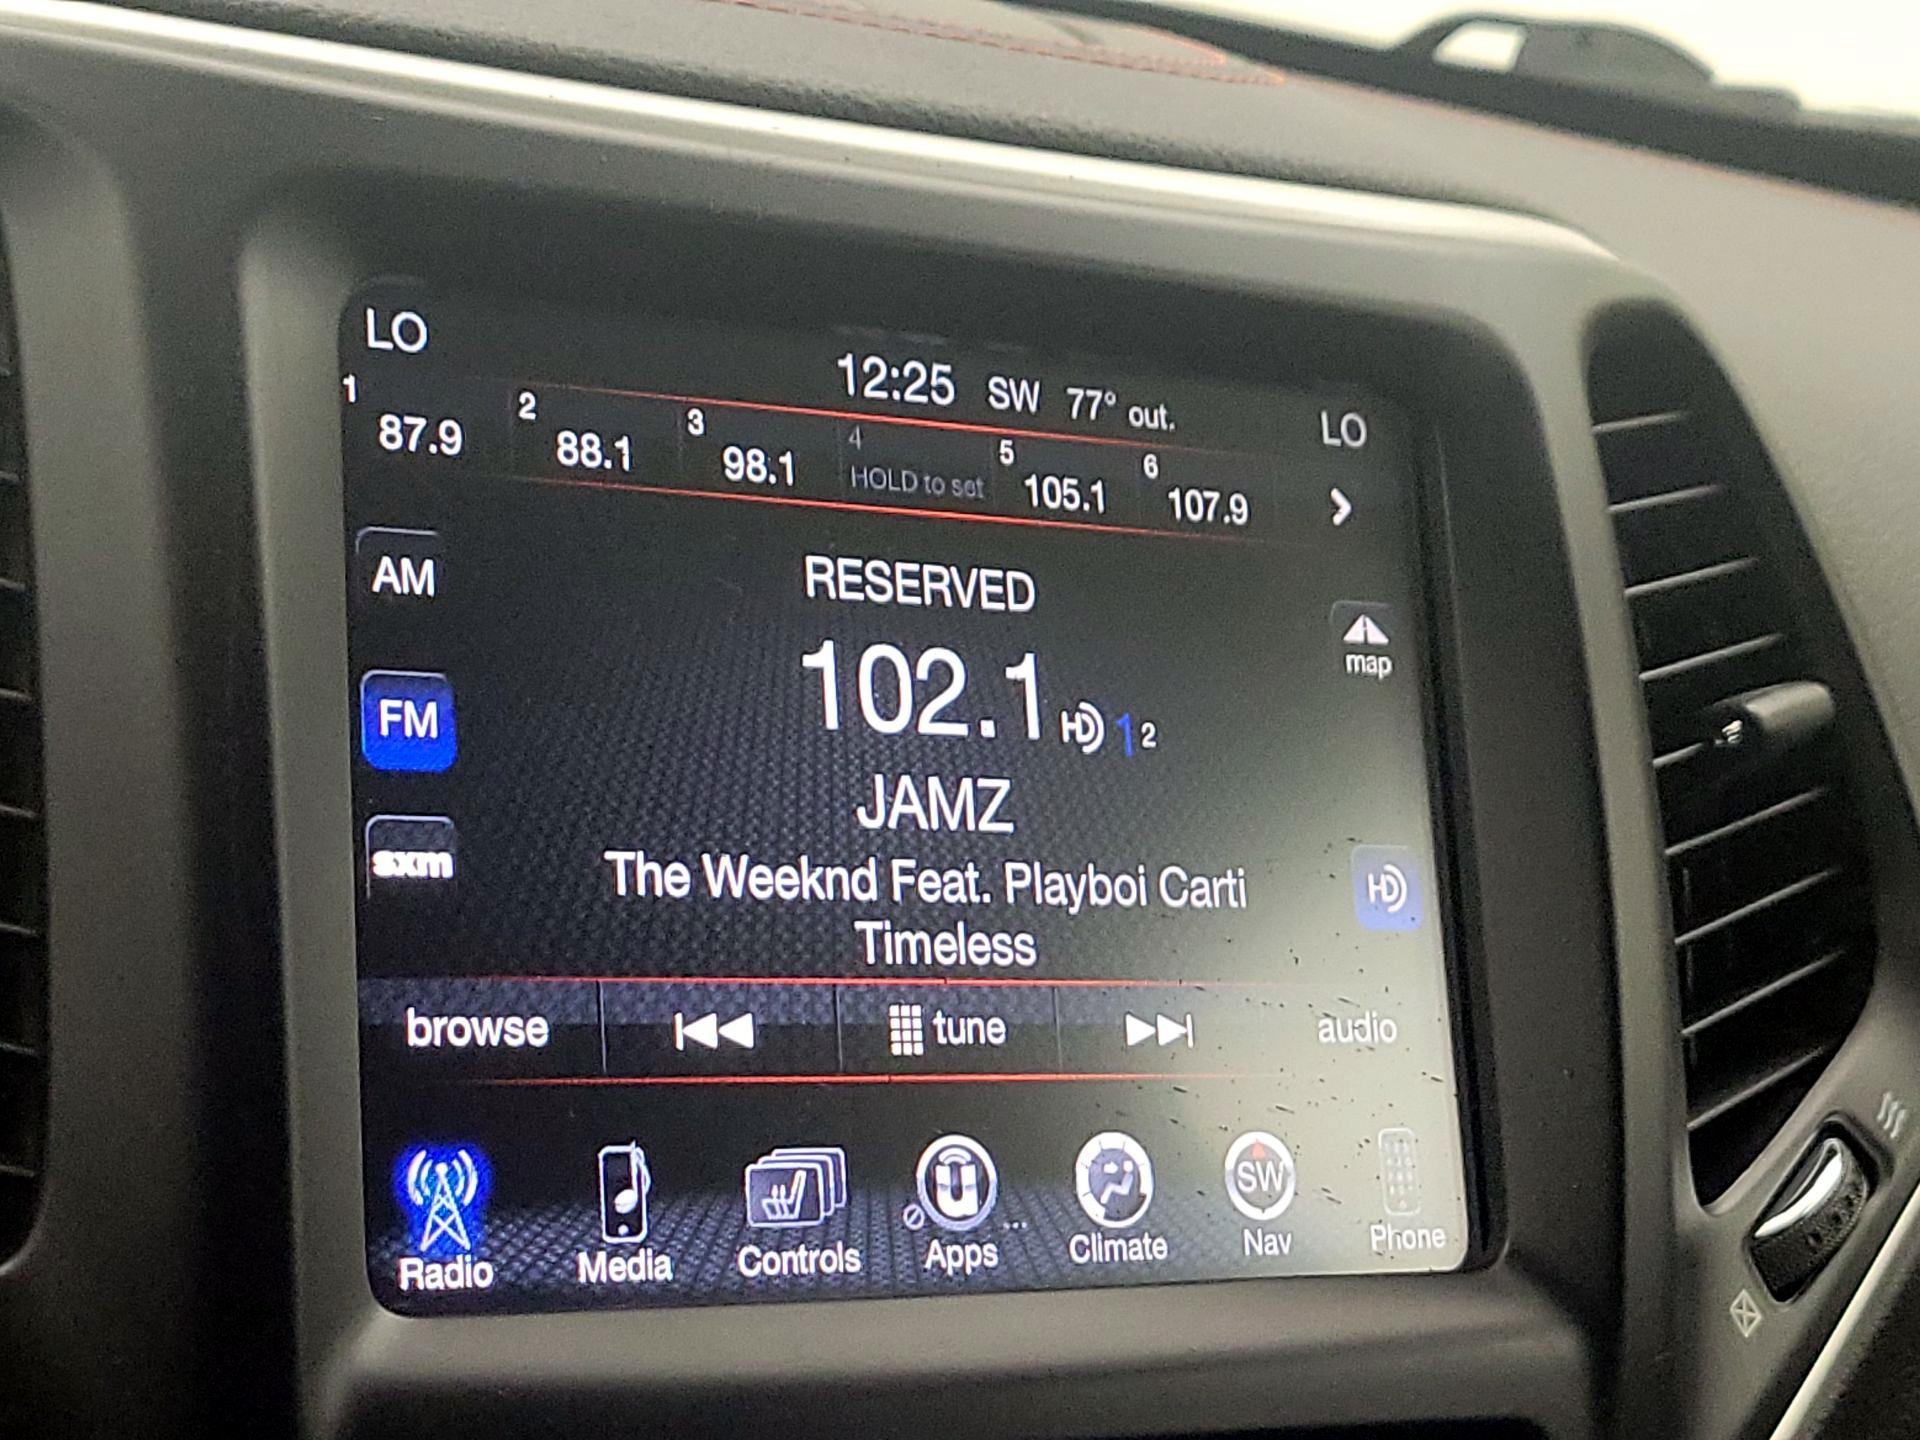 LO 12:25 SW 77° out. LO
1 87.9 2 88.1 3 98.1 4 HOLD to set 5 105.1 6 107.9
AM
RESERVED
map
FM
102.1 HD 1 2
JAMZ
sxm
The Weeknd Feat. Playboi Carti
HD
Timeless
browse tune audio
SW
Radio Media Controls Apps ... Climate Nav Phone